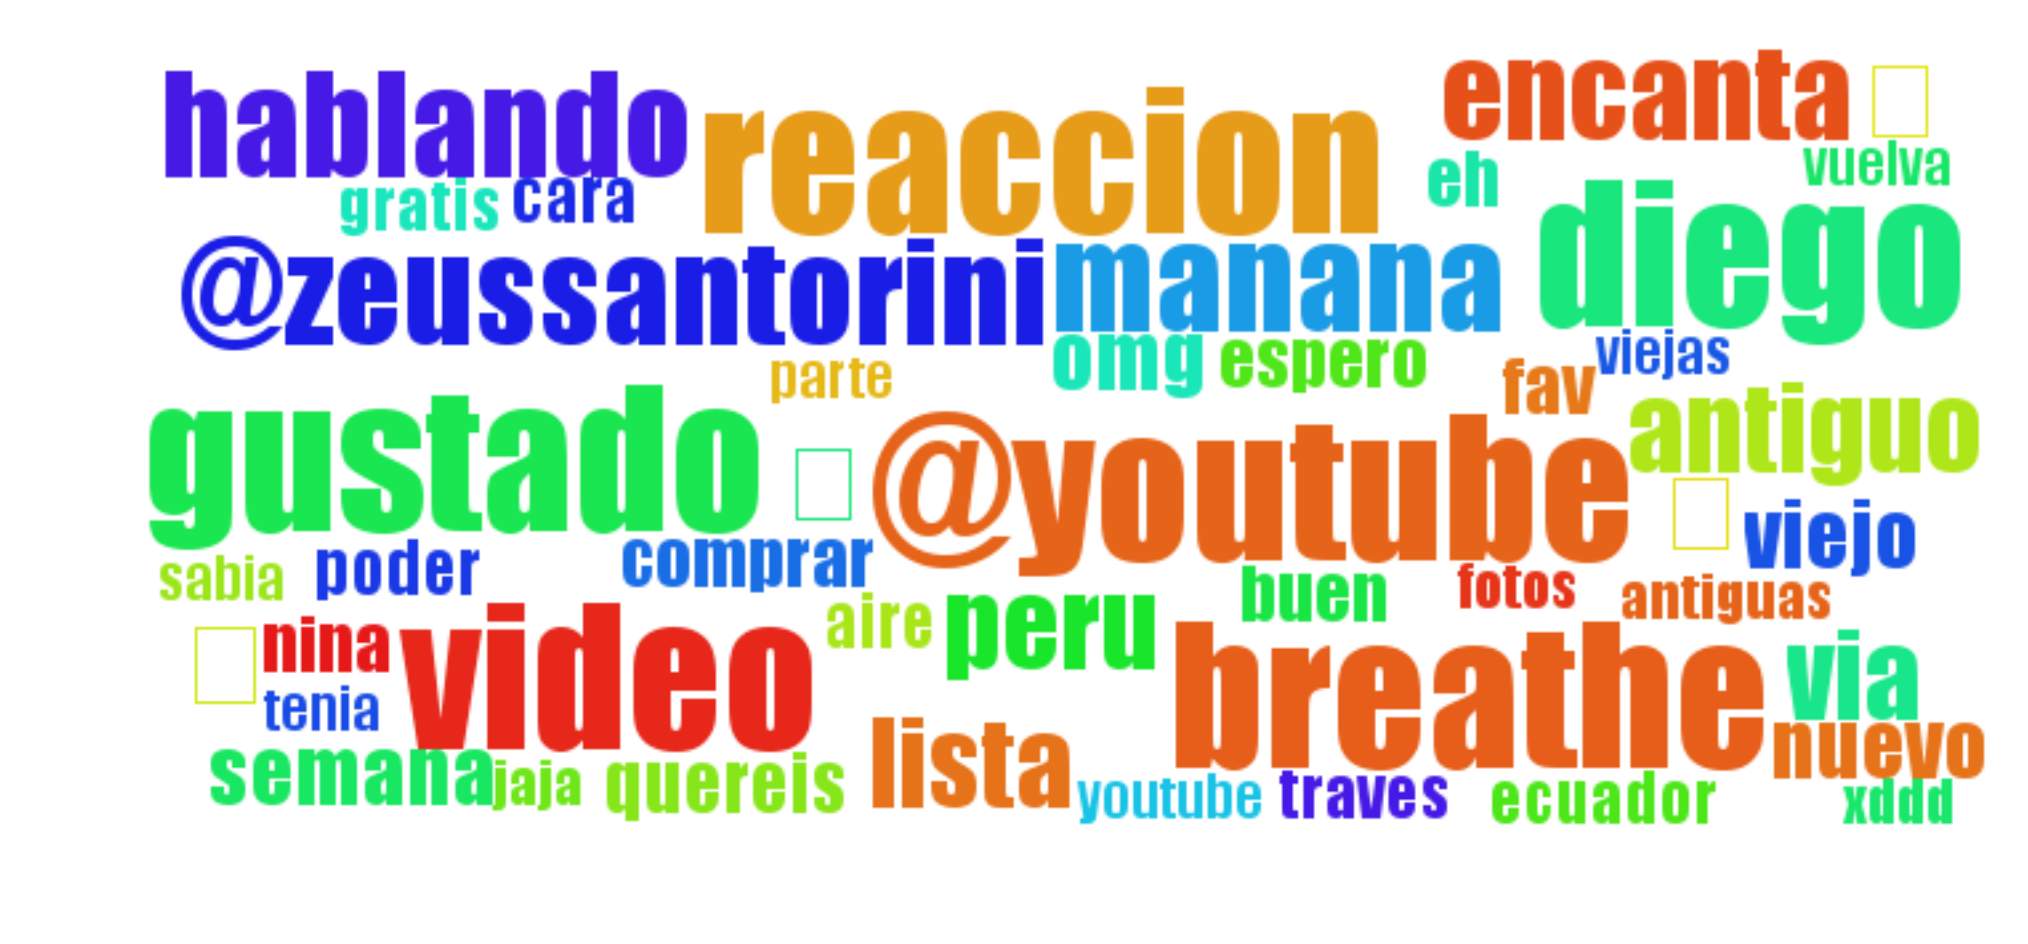 hablando reaccion encanta
gratis cara eh vuelva
@zeussantorini manana diego
parte omg espero fav viejas
gustado @youtube antiguo
sabia poder comprar viejo
aire peru buen fotos antiguas
nina video breathe via
tenia lista nuevo
semana jaja quereis youtube traves ecuador xddd